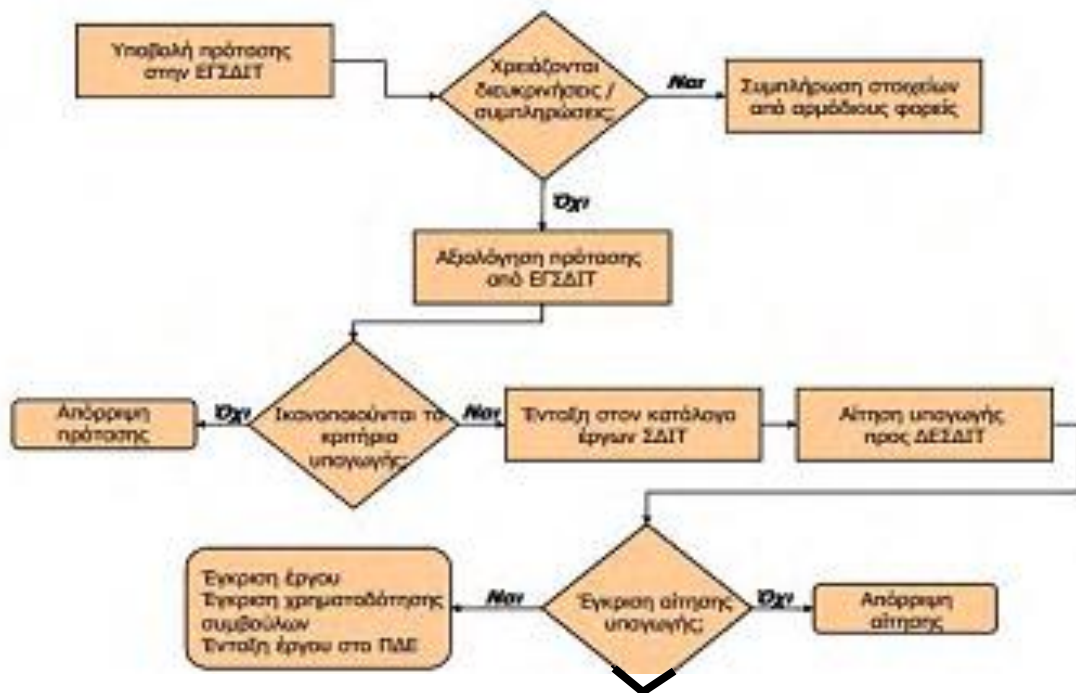 Υποβολή πρότασης
στην ΕΓΣΔΙΤ
Χρειάζονται
διευκρινήσεις /
συμπληρώσεις;
Ναι
Συμπλήρωση στοιχείων
από αρμόδιους φορείς
Όχι
Αξιολόγηση πρότασης
από ΕΓΣΔΙΤ
Απόρριψη
πρότασης
Όχι
Ικανοποιούνται τα
κριτήρια
υπαγωγής;
Ναι
Ένταξη στον κατάλογο
έργων ΣΔΙΤ
Αίτηση υπαγωγής
προς ΔΕΣΔΙΤ
Έγκριση έργου
Έγκριση χρηματοδότησης
συμβούλων
Ένταξη έργου στο ΠΔΕ
Ναι
Έγκριση αίτησης
υπαγωγής;
Όχι
Απόρριψη
αίτησης